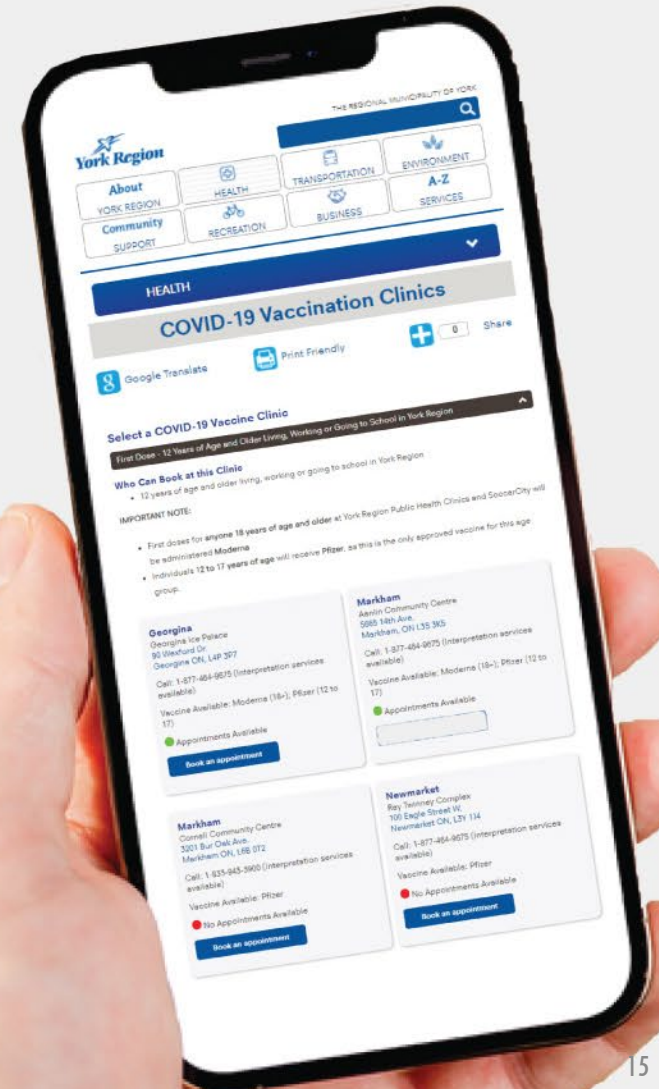 THE REGIONAL MUNICIPALITY OF YORK
York Region
About
YORK REGION
HEALTH
TRANSPORTATION
ENVIRONMENT
Community
SUPPORT
RECREATION
BUSINESS
A-Z
SERVICES
HEALTH
COVID-19 Vaccination Clinics
8 Google Translate
Print Friendly
0 Share
Select a COVID-19 Vaccine Clinic
First Dose - 12 Years of Age and Older Living, Working or Going to School in York Region
Who Can Book at this Clinic
• 12 years of age and older living, working or going to school in York Region
IMPORTANT NOTE:
• First doses for anyone 18 years of age and older at York Region Public Health Clinics and SoccerCity will
be administered Moderna
• Individuals 12 to 17 years of age will receive Pfizer, as this is the only approved vaccine for this age
group.
Georgina
Georgina Ice Palace
90 Wexford Dr.
Georgina ON, L4P 3P7
Call: 1-877-464-9675 (interpretation services
available)
Vaccine Available: Moderna (18+); Pfizer (12 to
17)
Appointments Available
Book an appointment
Markham
Aaniin Community Centre
5665 14th Ave.
Markham, ON L3S 3K5
Call: 1-877-464-9675 (interpretation services
available)
Vaccine Available: Moderna (18+); Pfizer (12 to
17)
Appointments Available
Markham
Cornell Community Centre
3201 Bur Oak Ave.
Markham ON, L6B 0T2
Call: 1-833-943-3900 (interpretation services
available)
Vaccine Available: Pfizer
No Appointments Available
Book an appointment
Newmarket
Ray Twinney Complex
100 Eagle Street W.
Newmarket ON, L3Y 1J4
Call: 1-877-464-9675 (interpretation services
available)
Vaccine Available: Pfizer
No Appointments Available
Book an appointment
15